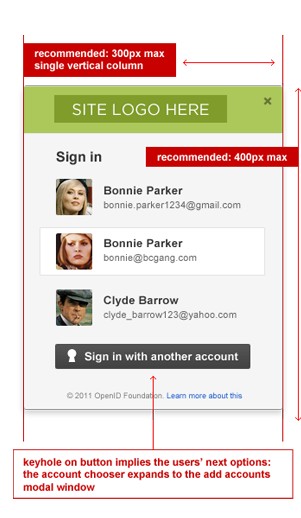 recommended: 300px max
single vertical column
SITE LOGO HERE
Sign in
recommended: 400px max
Bonnie Parker
bonnie.parker1234@gmail.com
Bonnie Parker
bonnie@bcgang.com
Clyde Barrow
clyde_barrow123@yahoo.com
Sign in with another account
© 2011 OpenID Foundation. Learn more about this
keyhole on button implies the users' next options:
the account chooser expands to the add accounts
modal window